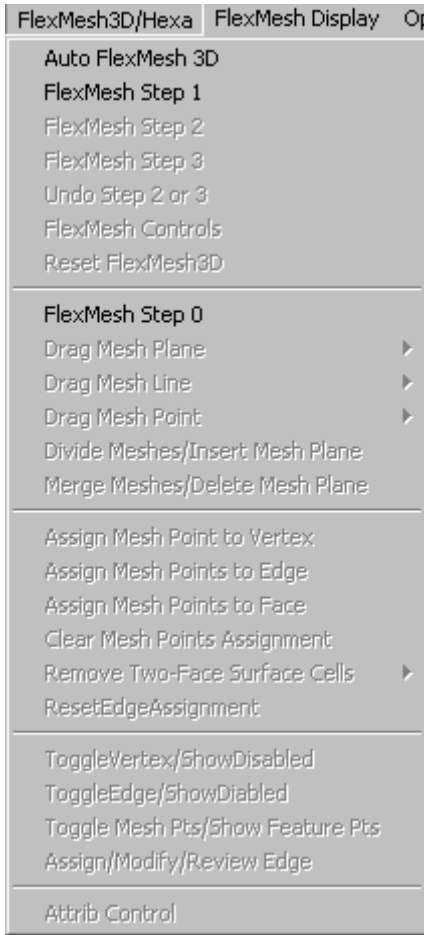 FlexMesh3D/Hexa FlexMesh Display Op
Auto FlexMesh 3D
FlexMesh Step 1
FlexMesh Step 2
FlexMesh Step 3
Undo Step 2 or 3
FlexMesh Controls
Reset FlexMesh3D
FlexMesh Step 0
Drag Mesh Plane
Drag Mesh Line
Drag Mesh Point
Divide Meshes/Insert Mesh Plane
Merge Meshes/Delete Mesh Plane
Assign Mesh Point to Vertex
Assign Mesh Points to Edge
Assign Mesh Points to Face
Clear Mesh Points Assignment
Remove Two-Face Surface Cells
ResetEdgeAssignment
ToggleVertex/ShowDisabled
ToggleEdge/ShowDiabled
Toggle Mesh Pts/Show Feature Pts
Assign/Modify/Review Edge
Attrib Control